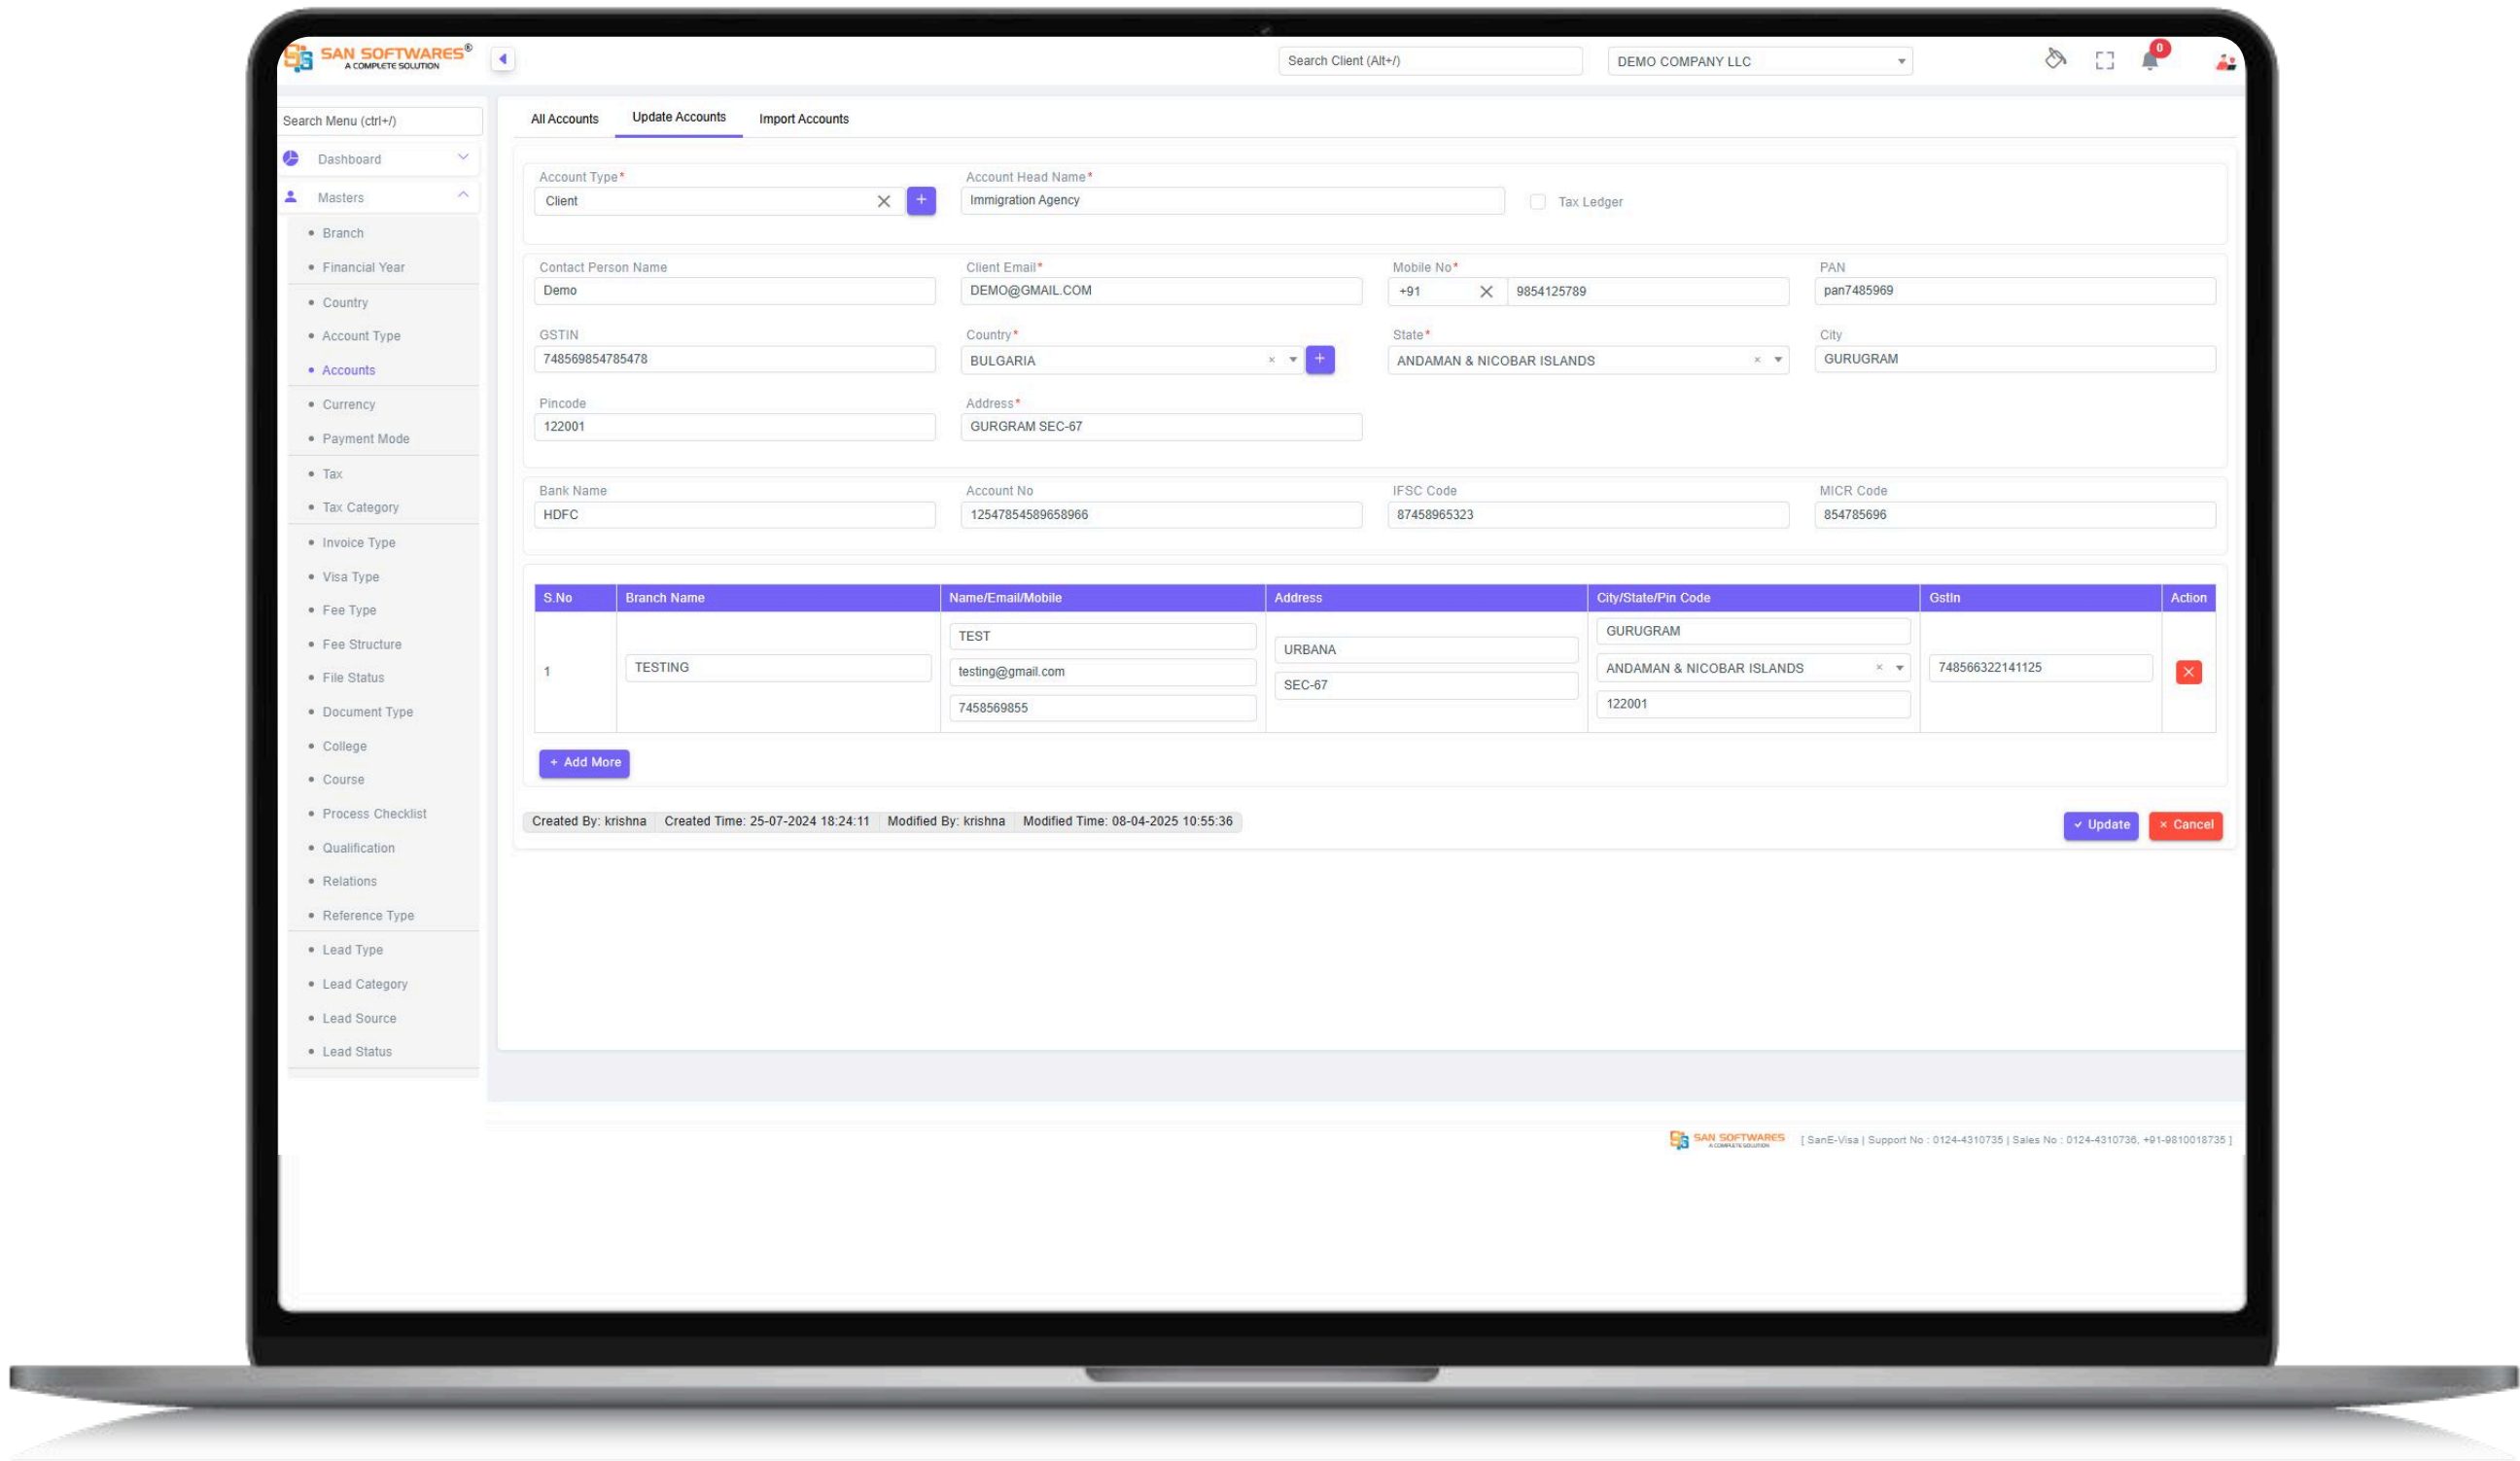 SAN SOFTWARES®
A COMPLETE SOLUTION
Search Client (Alt+/)
DEMO COMPANY LLC
0
Search Menu (ctrl+/)
Dashboard
Masters
Branch
Financial Year
Country
Account Type
Accounts
Currency
Payment Mode
Tax
Tax Category
Invoice Type
Visa Type
Fee Type
Fee Structure
File Status
Document Type
College
Course
Process Checklist
Qualification
Relations
Reference Type
Lead Type
Lead Category
Lead Source
Lead Status
All Accounts Update Accounts Import Accounts
Account Type* Account Head Name*
Client Immigration Agency Tax Ledger
Contact Person Name Client Email* Mobile No* PAN
Demo DEMO@GMAIL.COM +91 9854125789 pan7485969
GSTIN Country* State* City
748569854785478 BULGARIA ANDAMAN & NICOBAR ISLANDS GURUGRAM
Pincode Address*
122001 GURGRAM SEC-67
Bank Name Account No IFSC Code MICR Code
HDFC 12547854589658966 87458965323 854785696
S.No Branch Name Name/Email/Mobile Address City/State/Pin Code GstIn Action
1 TESTING
TEST
testing@gmail.com
7458569855
URBANA
SEC-67
GURUGRAM
ANDAMAN & NICOBAR ISLANDS
122001
748566322141125
+ Add More
Created By: krishna Created Time: 25-07-2024 18:24:11 Modified By: krishna Modified Time: 08-04-2025 10:55:36
Update × Cancel
SAN SOFTWARES
A COMPLETE SOLUTION
[ SanE-Visa | Support No : 0124-4310735 | Sales No : 0124-4310736, +91-9810018735 ]